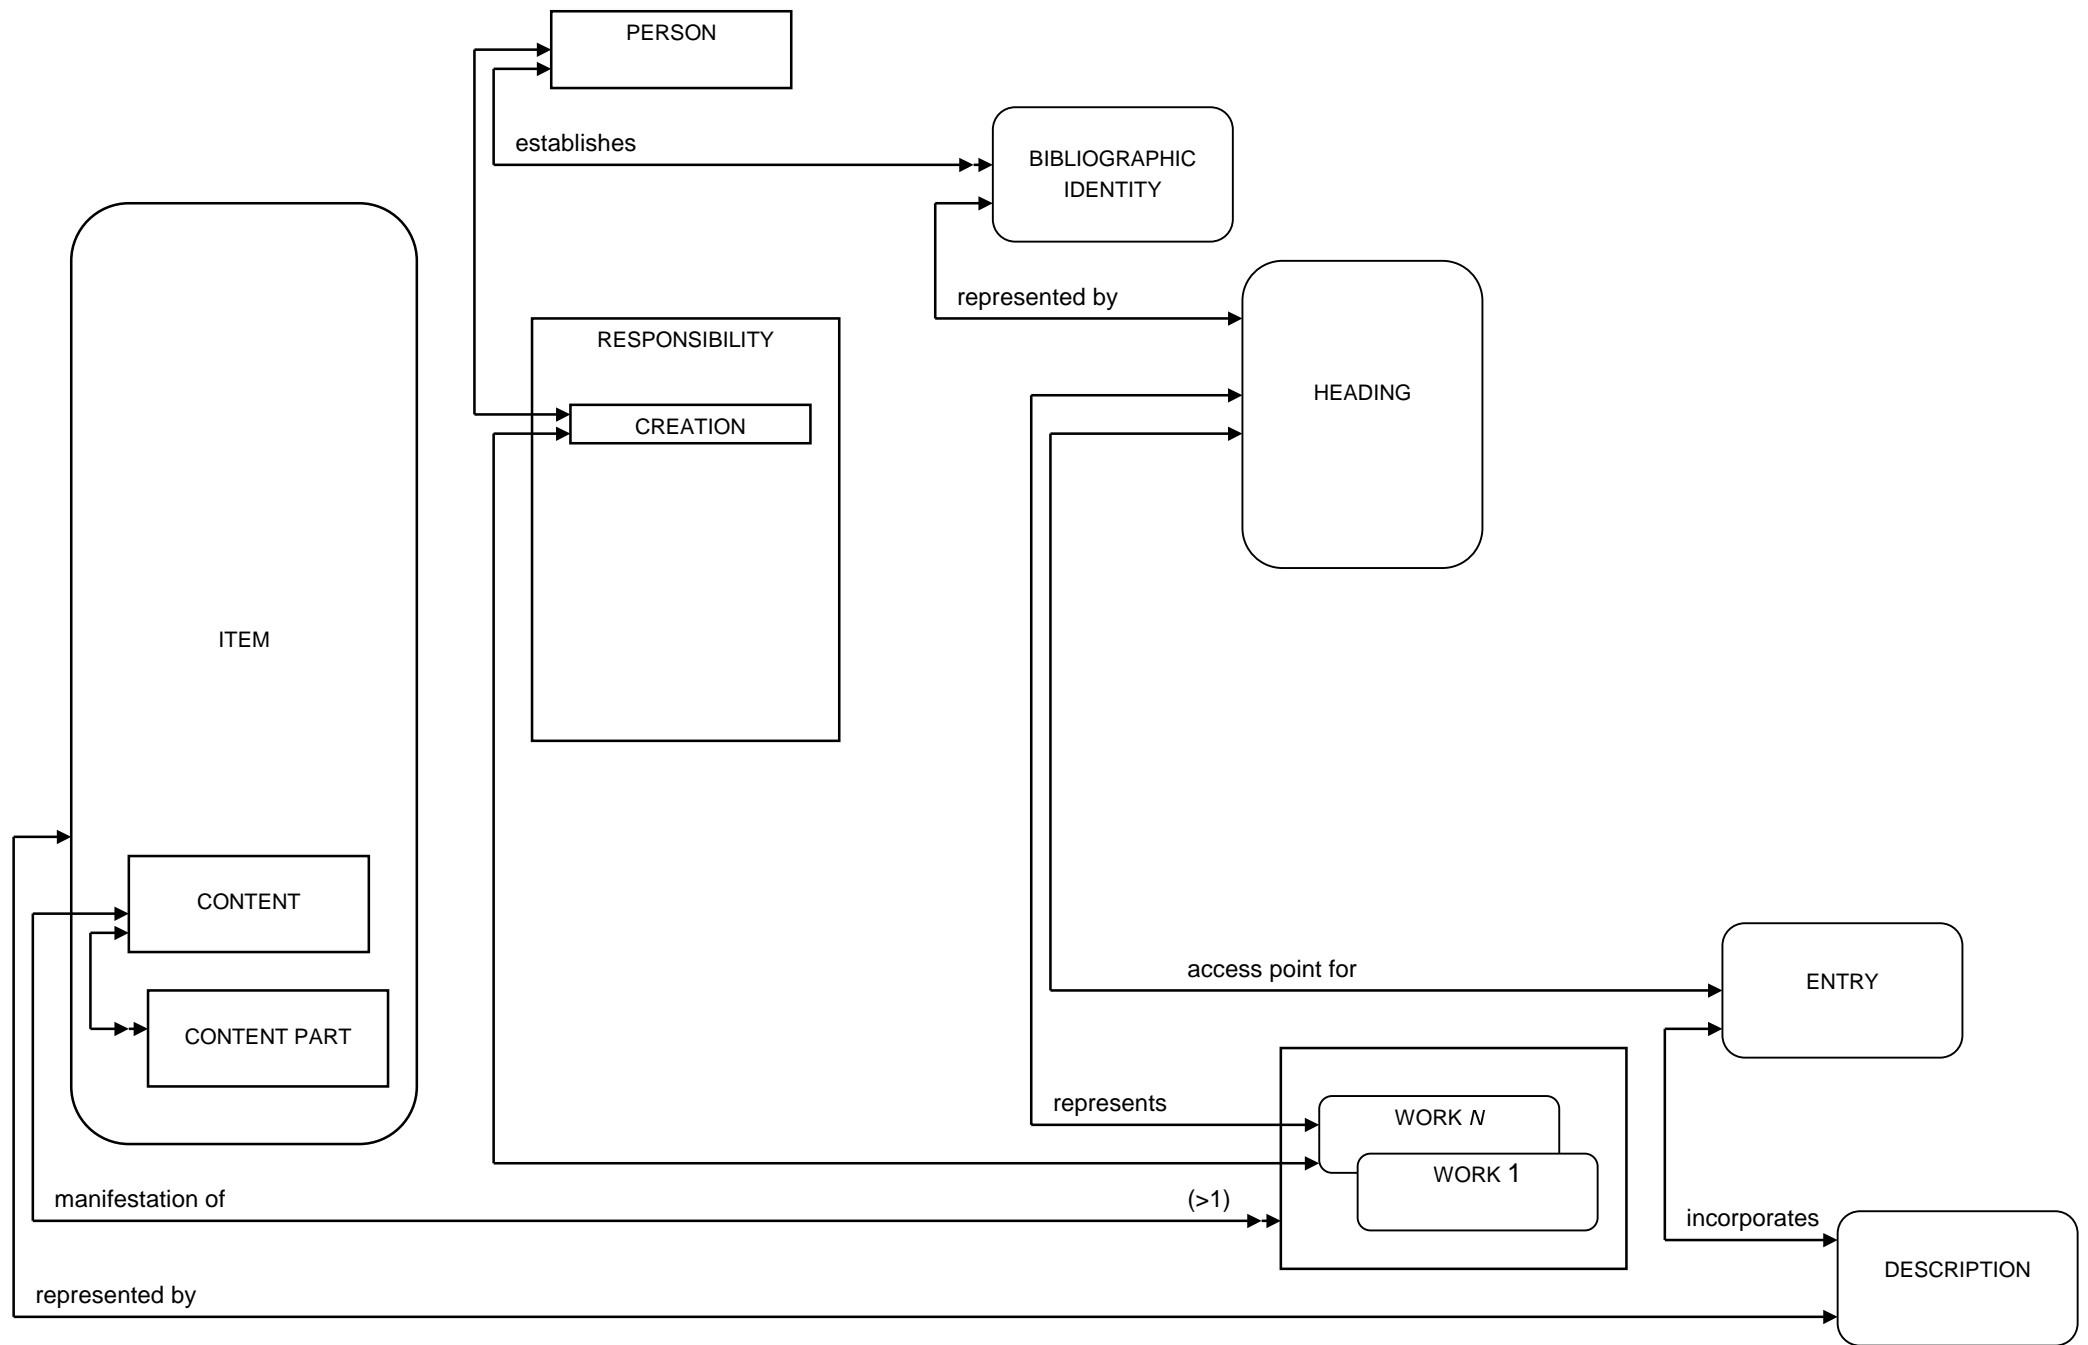 PERSON
establishes
BIBLIOGRAPHIC
IDENTITY
represented by
RESPONSIBILITY
HEADING
CREATION
ITEM
CONTENT
access point for
ENTRY
CONTENT PART
represents
WORK N
WORK 1
manifestation of
(>1)
incorporates
DESCRIPTION
represented by